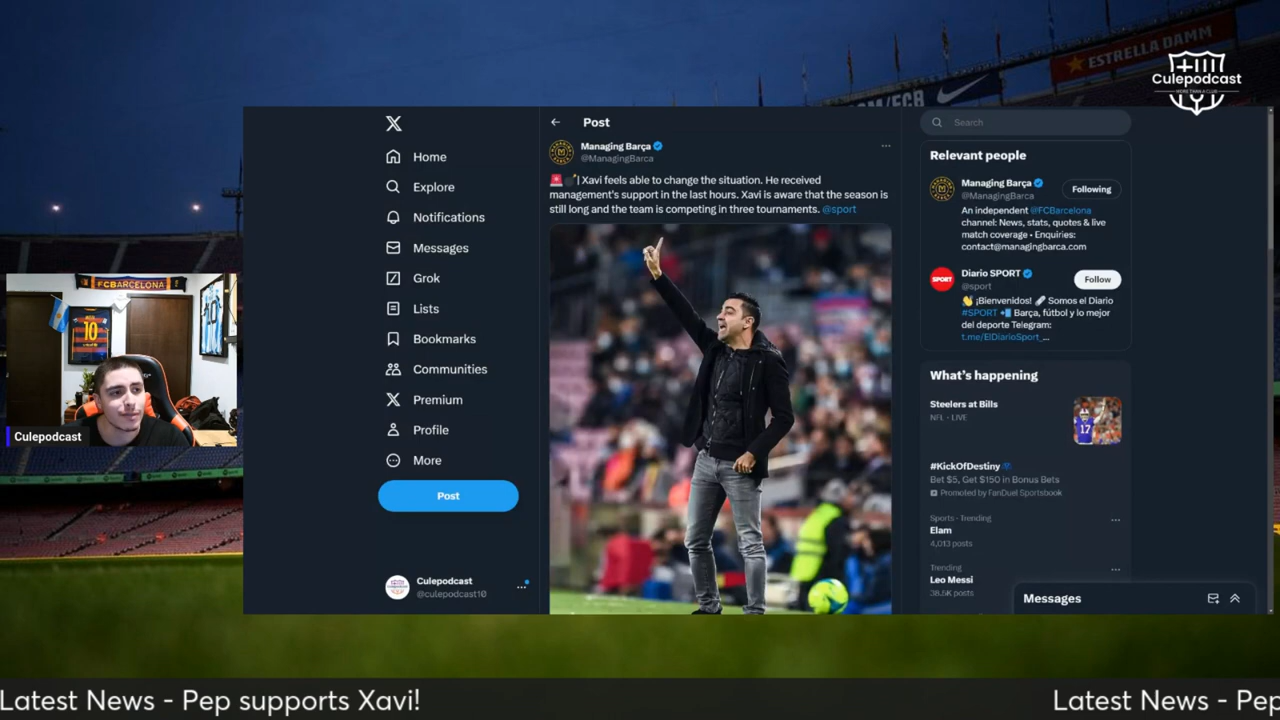 ESTRELLA DAMM
Culepodcast
MORE THAN A CLUB
X
Home
Explore
Notifications
Messages
Grok
Lists
Bookmarks
Communities
Premium
Profile
More
Post
Culepodcast
@culepodcast10
Post
Managing Barça
@ManagingBarca
| Xavi feels able to change the situation. He received
management's support in the last hours. Xavi is aware that the season is
still long and the team is competing in three tournaments. @sport
Search
Relevant people
Managing Barça
@ManagingBarca
Following
An independent @FCBarcelona
channel: News, stats, quotes & live
match coverage • Enquiries:
contact@managingbarca.com
SPORT
Diario SPORT
@sport
Follow
👋 ¡Bienvenidos! 🗞 Somos el Diario
#SPORT 📲 Barça, fútbol y lo mejor
del deporte Telegram:
t.me/ElDiarioSport_…
What's happening
Steelers at Bills
NFL · LIVE
17
#KickOfDestiny
Bet $5, Get $150 in Bonus Bets
Promoted by FanDuel Sportsbook
Sports · Trending
Elam
4,013 posts
Trending
Leo Messi
38.6K posts
Messages
FCBARCELONA
10
Culepodcast
Latest News - Pep supports Xavi!
Latest News - Pep